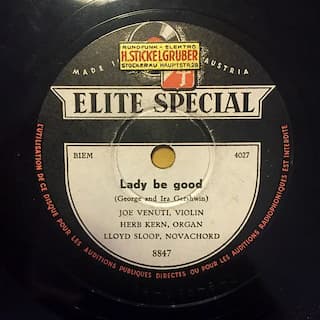 RUNDFUNK - ELEKTRO
H. STICKELGRUBER
STOCKERAU HAUPTSTR.28
MADE I
AUSTRIA
ELITE SPECIAL
BIEM
4027
Lady be good
(George and Ira Gershwin)
JOE VENUTI, VIOLIN
HERB KERN, ORGAN
LLOYD SLOOP, NOVACHORD
8847
L'UTILISATION DE CE DISQUE POUR LES AUDITIONS PUBLIQUES DIRECTES OU POUR LES AUDITIONS RADIOPHONIQUES EST INTERDITE